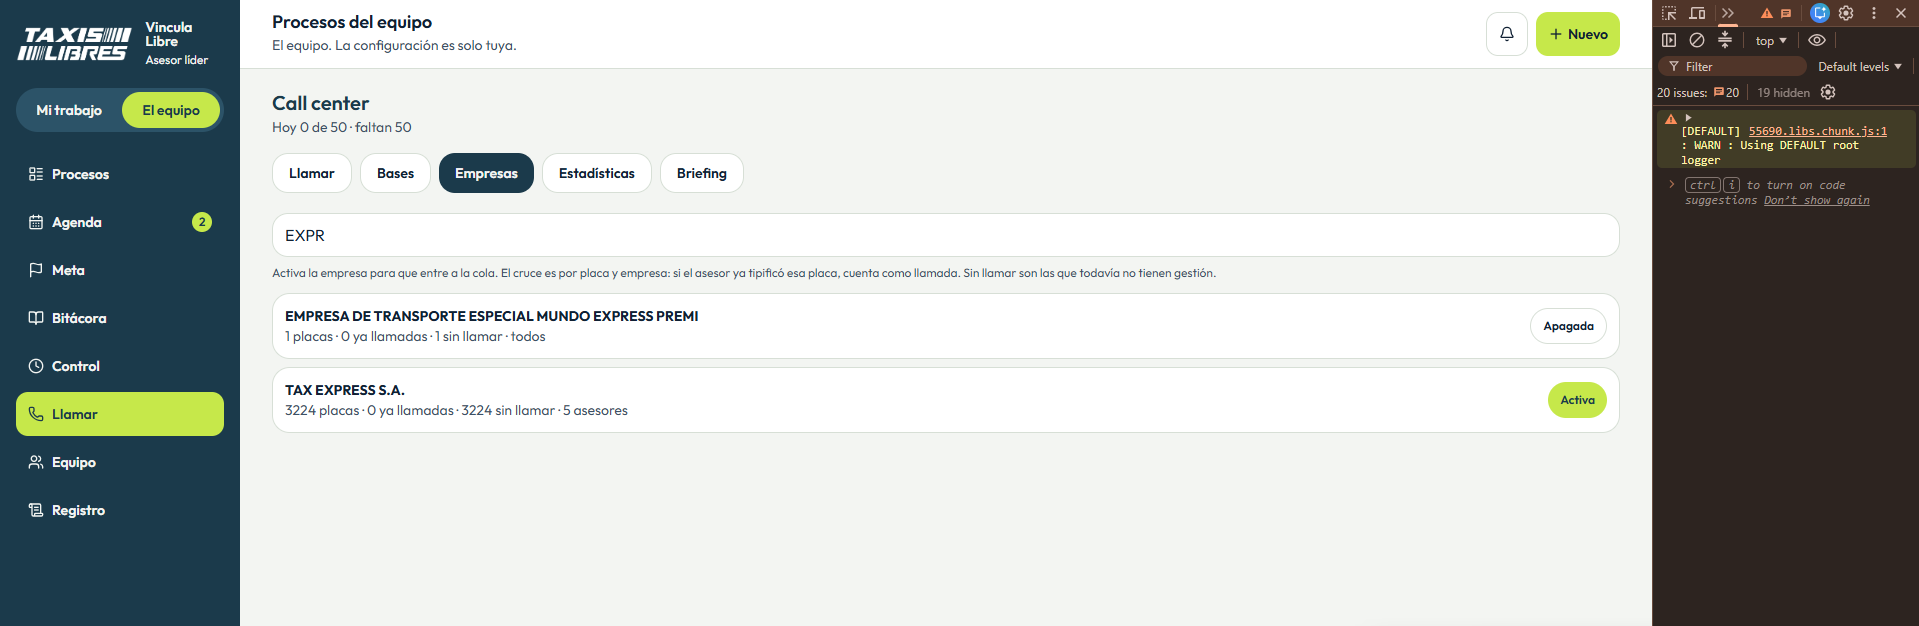 TAXIS
LIBRES
Vincula
Libre
Asesor líder
Mi trabajo
El equipo
Procesos
Agenda
2
Meta
Bitácora
Control
Llamar
Equipo
Registro
Procesos del equipo
El equipo. La configuración es solo tuya.
+ Nuevo
Call center
Hoy 0 de 50 · faltan 50
Llamar
Bases
Empresas
Estadísticas
Briefing
EXPR
Activa la empresa para que entre a la cola. El cruce es por placa y empresa: si el asesor ya tipificó esa placa, cuenta como llamada. Sin llamar son las que todavía no tienen gestión.
EMPRESA DE TRANSPORTE ESPECIAL MUNDO EXPRESS PREMI
1 placas · 0 ya llamadas · 1 sin llamar · todos
Apagada
TAX EXPRESS S.A.
3224 placas · 0 ya llamadas · 3224 sin llamar · 5 asesores
Activa
top
Filter
Default levels
20 issues: 20
19 hidden
[DEFAULT] 55690.libs.chunk.js:1
: WARN : Using DEFAULT root
logger
ctrl i to turn on code
suggestions Don't show again